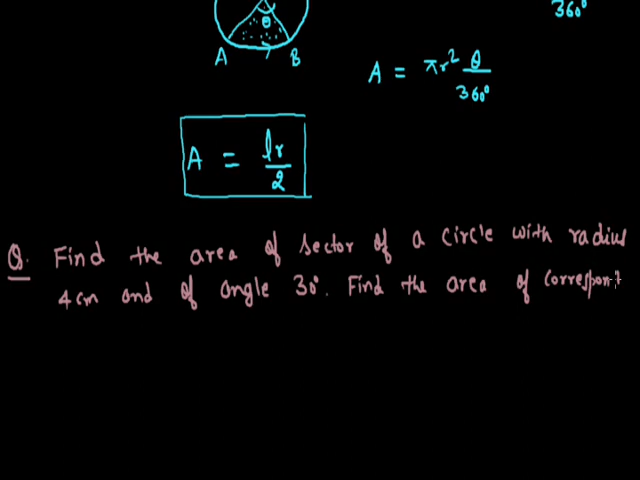 360°
θ
A B
A = πr² θ/360°
A = lr/2
Q. Find the area of sector of a circle with radius
4 cm and of angle 30°. Find the area of correspon